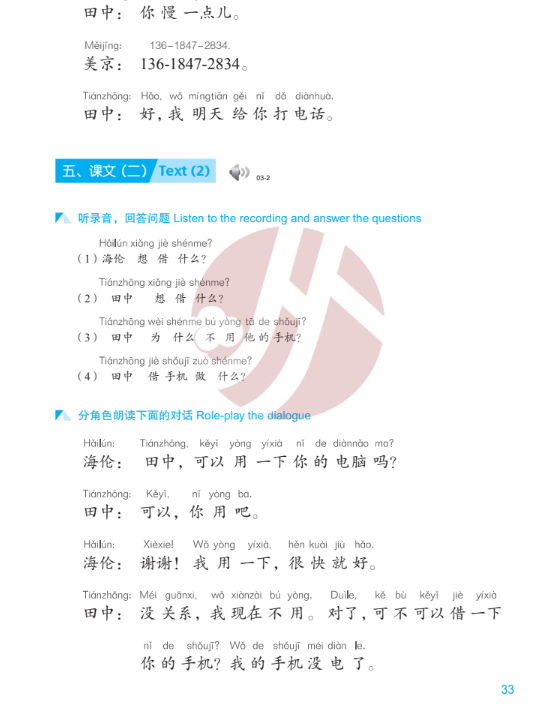 田中： 你 慢 一点儿。
Měijīng: 136-1847-2834.
美京： 136-1847-2834。
Tiánzhōng: Hǎo, wǒ míngtiān gěi nǐ dǎ diànhuà.
田中： 好，我 明天 给 你 打 电话。
五、课文（二） Text (2) 03-2
听录音，回答问题 Listen to the recording and answer the questions
Hǎilún xiǎng jiè shénme?
（1）海伦 想 借 什么？
Tiánzhōng xiǎng jiè shénme?
（2） 田中 想 借 什么？
Tiánzhōng wèi shénme bú yòng tā de shǒujī?
（3） 田中 为 什么 不 用 他 的 手机？
Tiánzhōng jiè shǒujī zuò shénme?
（4） 田中 借 手机 做 什么？
分角色朗读下面的对话 Role-play the dialogue
Hǎilún: Tiánzhōng, kěyǐ yòng yíxià nǐ de diànnǎo ma?
海伦： 田中，可以 用 一下 你 的 电脑 吗？
Tiánzhōng: Kěyǐ, nǐ yòng ba.
田中： 可以，你 用 吧。
Hǎilún: Xièxie! Wǒ yòng yíxià, hěn kuài jiù hǎo.
海伦： 谢谢！ 我 用 一下，很 快 就 好。
Tiánzhōng: Méi guānxi, wǒ xiànzài bú yòng. Duìle, kě bù kěyǐ jiè yíxià
田中： 没 关系，我 现在 不 用。 对了，可 不 可以 借 一下
nǐ de shǒujī? Wǒ de shǒujī méi diàn le.
你 的 手机？ 我 的 手机 没 电 了。
33